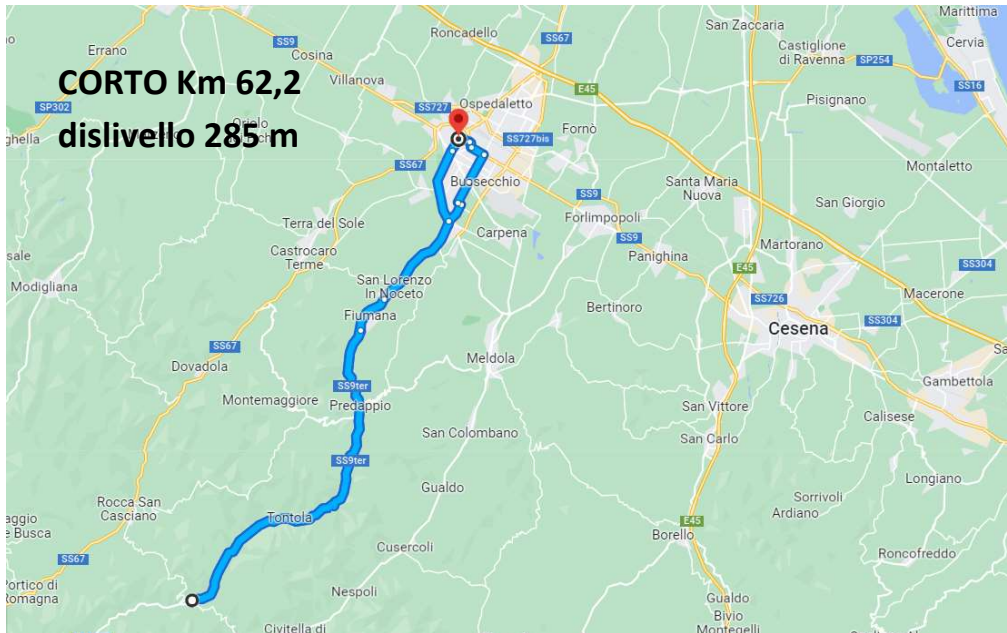 CORTO Km 62,2
dislivello 285 m
Marittima
Roncadello
SS67
San Zaccaria
Errano
SS9
Cosina
Castiglione
di Ravenna
SP254
Cervia
Villanova
E45
SS16
SP302
SS727
Ospedaletto
Pisignano
Fornò
SS727bis
SS67
Montaletto
Bussecchio
Santa Maria
Nuova
SS9
San Giorgio
Terra del Sole
Forlimpopoli
Carpena
SS9
Martorano
Castrocaro
Terme
Panighina
E45
SS304
Modigliana
San Lorenzo
In Noceto
SS726
Macerone
Bertinoro
SS304
Fiumana
Cesena
SS67
Meldola
Dovadola
SS9ter
Gambettola
Montemaggiore
Predappio
San Vittore
Calisese
San Colombano
San Carlo
SS9ter
Longiano
Gualdo
Rocca San
Casciano
Sorrivoli
Tontola
Ardiano
E45
Borello
Cusercoli
SS67
Roncofreddo
Portico di
Romagna
Nespoli
Gualdo
Bivio
Montegelli
Civitella di